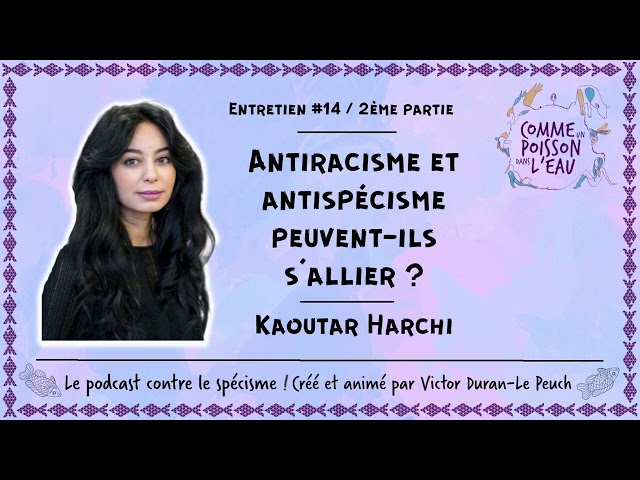 Entretien #14 / 2ème partie
COMME UN
POISSON
DANS L'EAU
Antiracisme et
antispécisme
peuvent-ils
s'allier ?
Kaoutar Harchi
Le podcast contre le spécisme ! Créé et animé par Victor Duran-Le Peuch